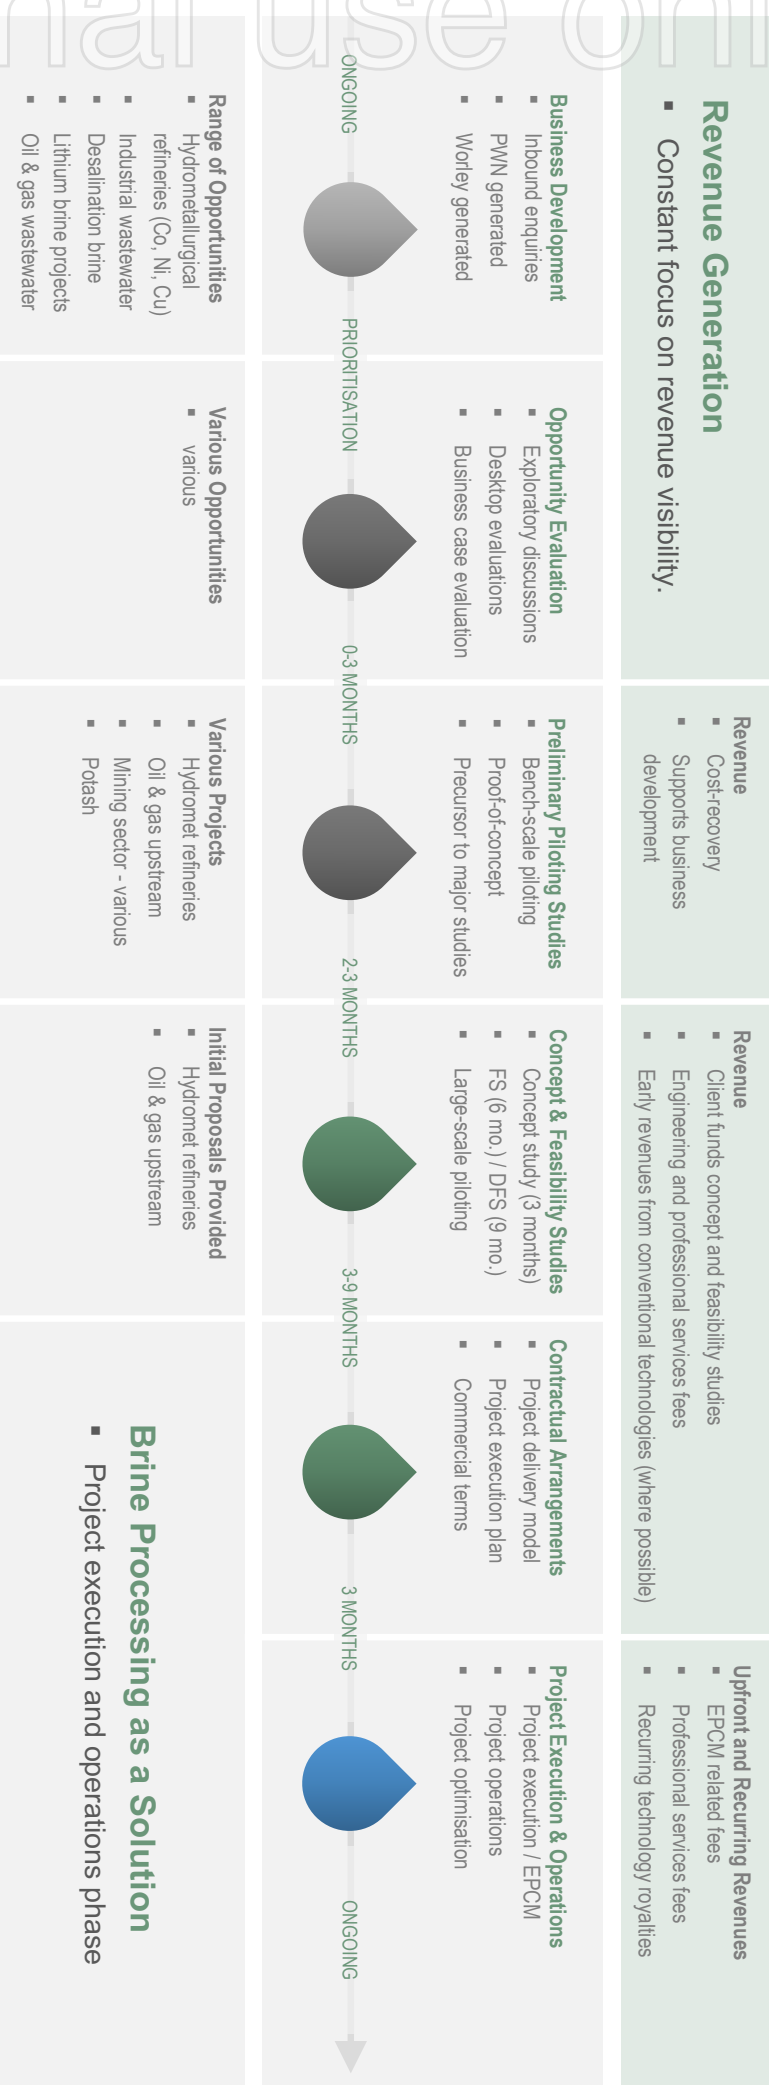 nal use onl
Revenue Generation
▪ Constant focus on revenue visibility.
Revenue
▪ Cost-recovery
▪ Supports business
development
Revenue
▪ Client funds concept and feasibility studies
▪ Engineering and professional services fees
▪ Early revenues from conventional technologies (where possible)
Upfront and Recurring Revenues
▪ EPCM related fees
▪ Professional services fees
▪ Recurring technology royalties
Business Development
▪ Inbound enquiries
▪ PWN generated
▪ Worley generated
Opportunity Evaluation
▪ Exploratory discussions
▪ Desktop evaluations
▪ Business case evaluation
Preliminary Piloting Studies
▪ Bench-scale piloting
▪ Proof-of-concept
▪ Precursor to major studies
Concept & Feasibility Studies
▪ Concept study (3 months)
▪ FS (6 mo.) / DFS (9 mo.)
▪ Large-scale piloting
Contractual Arrangements
▪ Project delivery model
▪ Project execution plan
▪ Commercial terms
Project Execution & Operations
▪ Project execution / EPCM
▪ Project operations
▪ Project optimisation
ONGOING
PRIORITISATION
0-3 MONTHS
2-3 MONTHS
3-9 MONTHS
3 MONTHS
ONGOING
Range of Opportunities
▪ Hydrometallurgical
refineries (Co, Ni, Cu)
▪ Industrial wastewater
▪ Desalination brine
▪ Lithium brine projects
▪ Oil & gas wastewater
Various Opportunities
▪ various
Various Projects
▪ Hydromet refineries
▪ Oil & gas upstream
▪ Mining sector - various
▪ Potash
Initial Proposals Provided
▪ Hydromet refineries
▪ Oil & gas upstream
Brine Processing as a Solution
▪ Project execution and operations phase